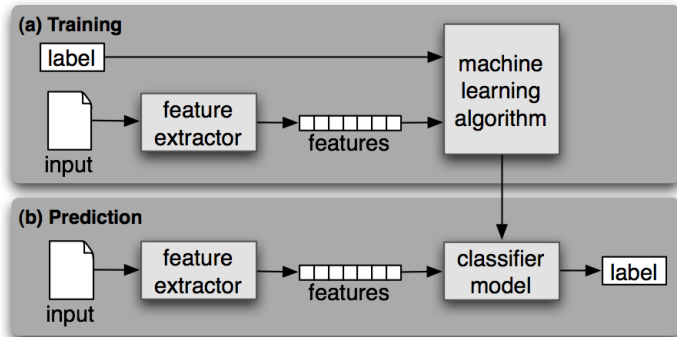 (a) Training
label
machine
learning
algorithm
feature
extractor
features
input
(b) Prediction
feature
extractor
features
classifier
model
label
input